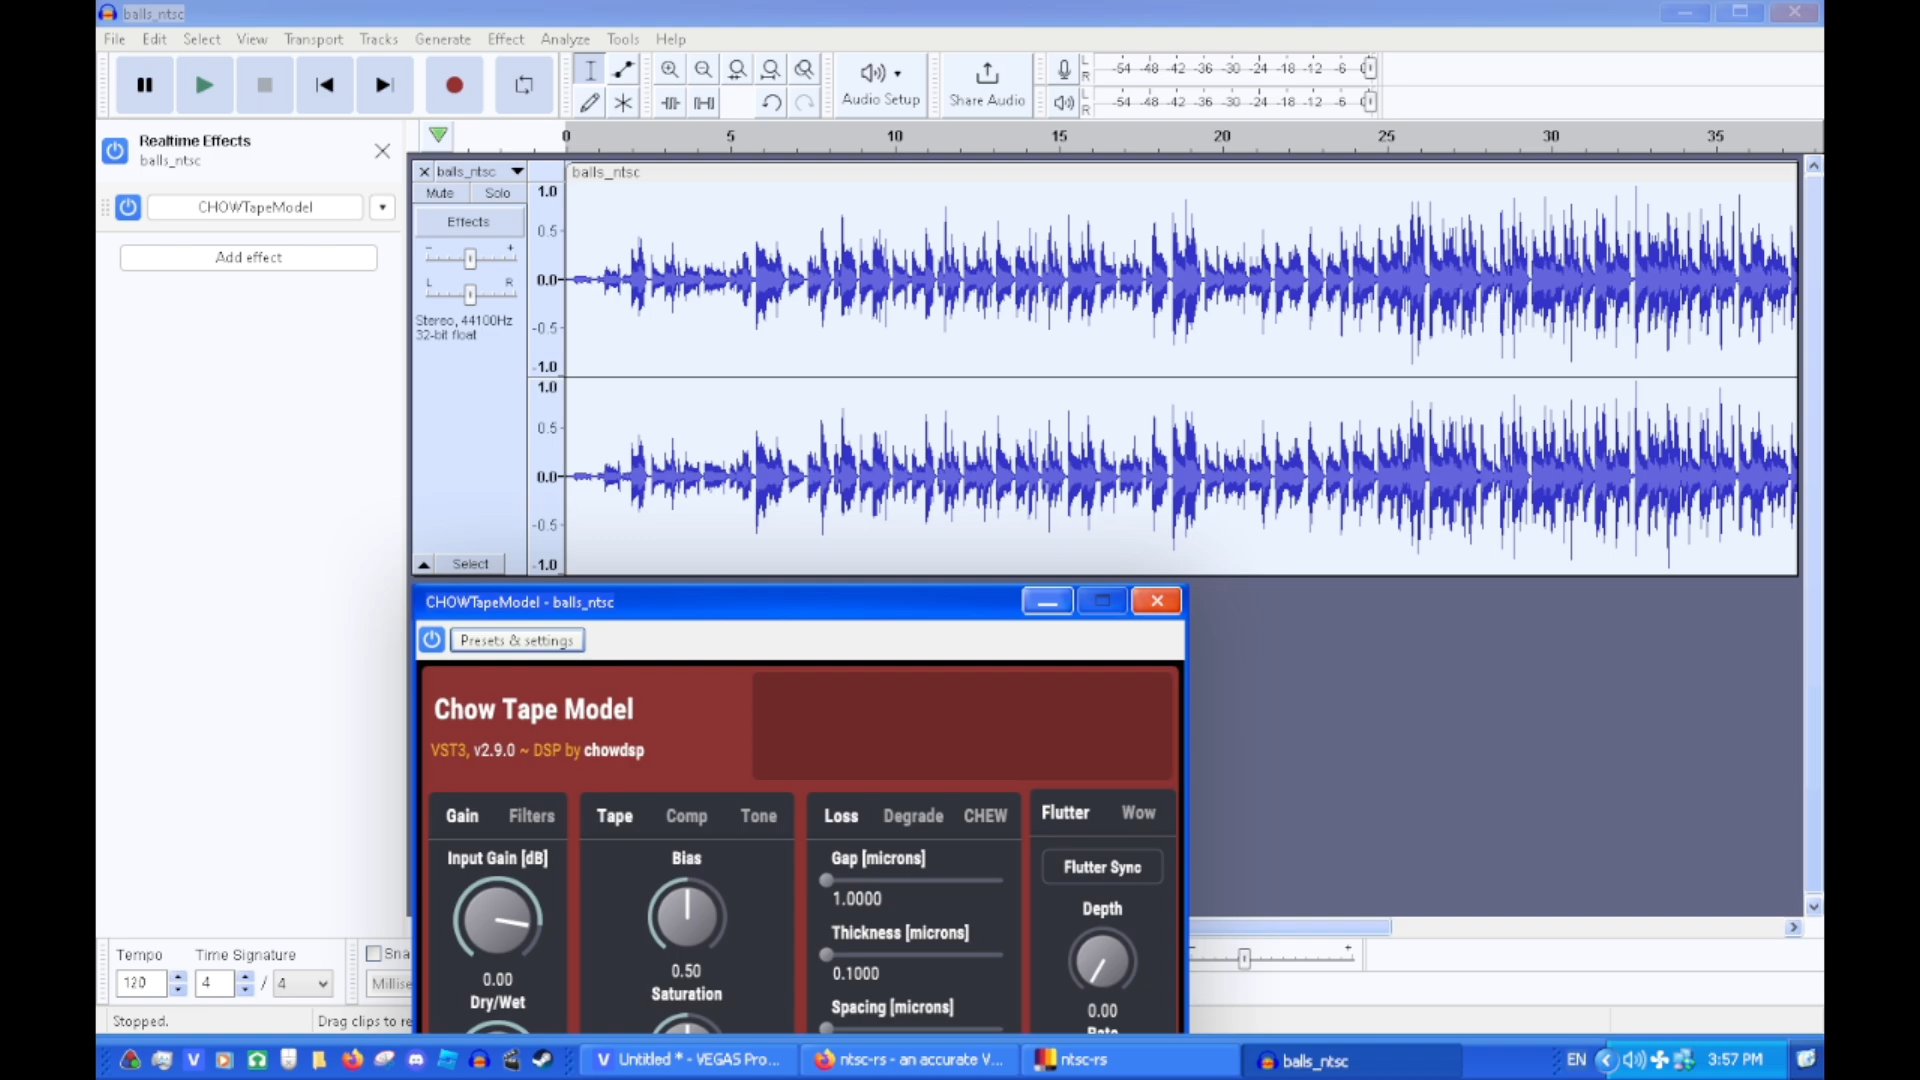 balls_ntsc
File Edit Select View Transport Tracks Generate Effect Analyze Tools Help
Audio Setup
Share Audio
L R -54 -48 -42 -36 -30 -24 -18 -12 -6
L R -54 -48 -42 -36 -30 -24 -18 -12 -6
Realtime Effects
balls_ntsc
CHOWTapeModel
Add effect
0 5 10 15 20 25 30 35
balls_ntsc
balls_ntsc
Mute Solo
Effects
- +
L R
Stereo, 44100Hz
32-bit float
Select
1.0
0.5
0.0
-0.5
-1.0
1.0
0.5
0.0
-0.5
-1.0
CHOWTapeModel - balls_ntsc
Presets & settings
Chow Tape Model
VST3, v2.9.0 ~ DSP by chowdsp
Gain Filters
Input Gain [dB]
0.00
Dry/Wet
Tape Comp Tone
Bias
0.50
Saturation
Loss Degrade CHEW
Gap [microns]
1.0000
Thickness [microns]
0.1000
Spacing [microns]
Flutter Wow
Flutter Sync
Depth
0.00
Tempo
120
Time Signature
4 / 4
Sna
Millise
- +
Stopped.
Drag clips to re
Untitled * - VEGAS Pro...
ntsc-rs - an accurate V...
ntsc-rs
balls_ntsc
EN
3:57 PM